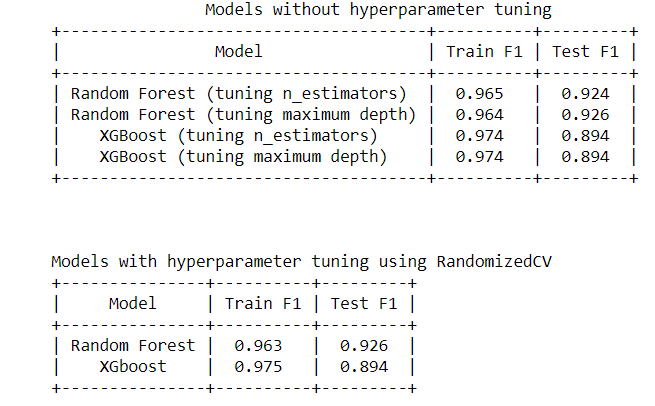 Models without hyperparameter tuning
+--------------------------------------+----------+---------+
| Model | Train F1 | Test F1 |
+--------------------------------------+----------+---------+
| Random Forest (tuning n_estimators) | 0.965 | 0.924 |
| Random Forest (tuning maximum depth) | 0.964 | 0.926 |
| XGBoost (tuning n_estimators) | 0.974 | 0.894 |
| XGBoost (tuning maximum depth) | 0.974 | 0.894 |
+--------------------------------------+----------+---------+
Models with hyperparameter tuning using RandomizedCV
+---------------+----------+---------+
| Model | Train F1 | Test F1 |
+---------------+----------+---------+
| Random Forest | 0.963 | 0.926 |
| XGboost | 0.975 | 0.894 |
+---------------+----------+---------+